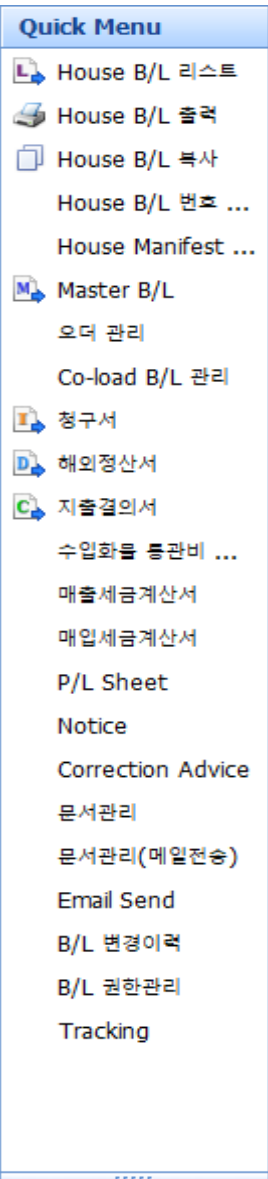 Quick Menu
L House B/L 리스트
House B/L 출력
House B/L 복사
House B/L 번호 ...
House Manifest ...
M Master B/L
오더 관리
Co-load B/L 관리
I 청구서
D 해외정산서
C 지출결의서
수입화물 통관비 ...
매출세금계산서
매입세금계산서
P/L Sheet
Notice
Correction Advice
문서관리
문서관리(메일전송)
Email Send
B/L 변경이력
B/L 권한관리
Tracking